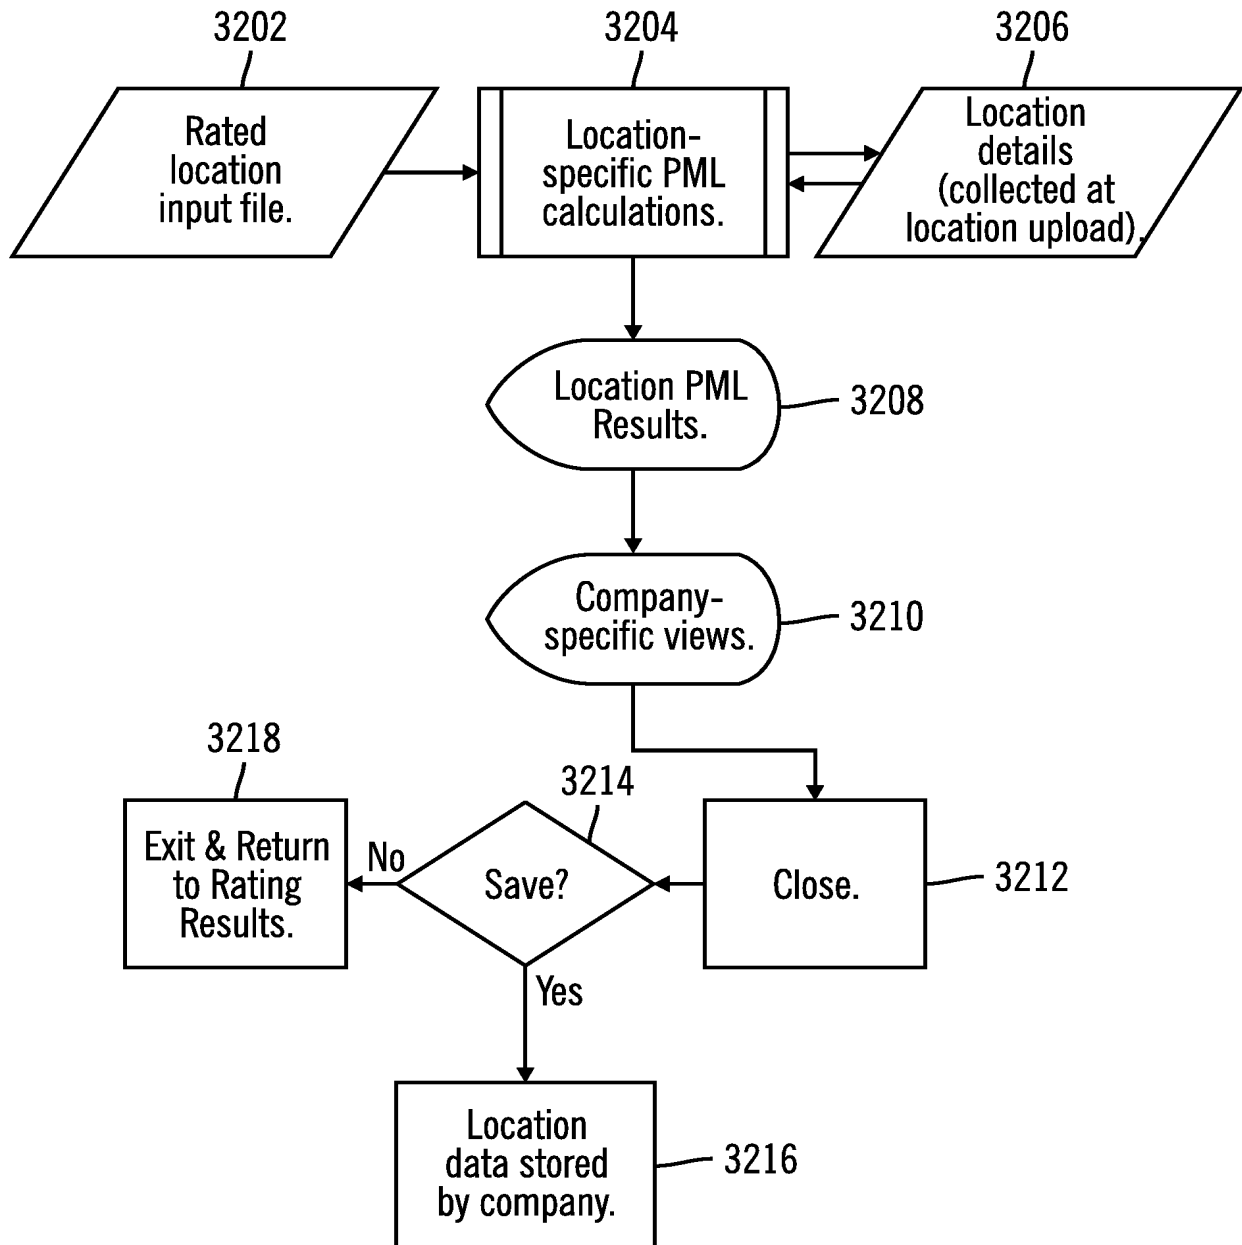 3202
3204
3206
Rated
location
input file.
Location-
specific PML
calculations.
Location
details
(collected at
location upload).
Location PML
Results.
3208
Company-
specific views.
3210
3218
3214
Exit & Return
to Rating
Results.
No
Save?
Close.
3212
Yes
Location
data stored
by company.
3216